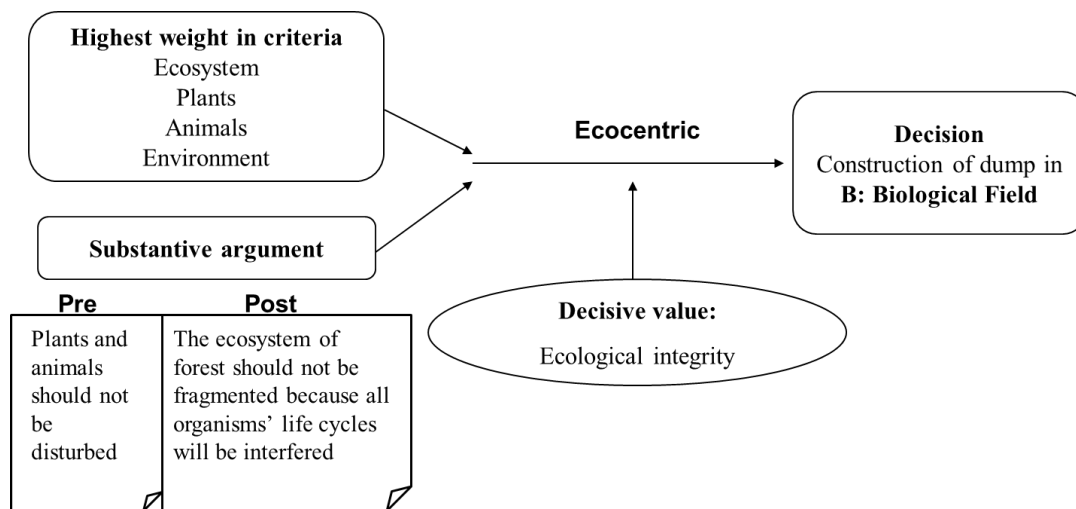 Highest weight in criteria
Ecosystem
Plants
Animals
Environment
Ecocentric
Decision
Construction of dump in
B: Biological Field
Substantive argument
Pre
Post
Plants and
animals
should not
be
disturbed
The ecosystem of
forest should not be
fragmented because all
organisms' life cycles
will be interfered
Decisive value:
Ecological integrity